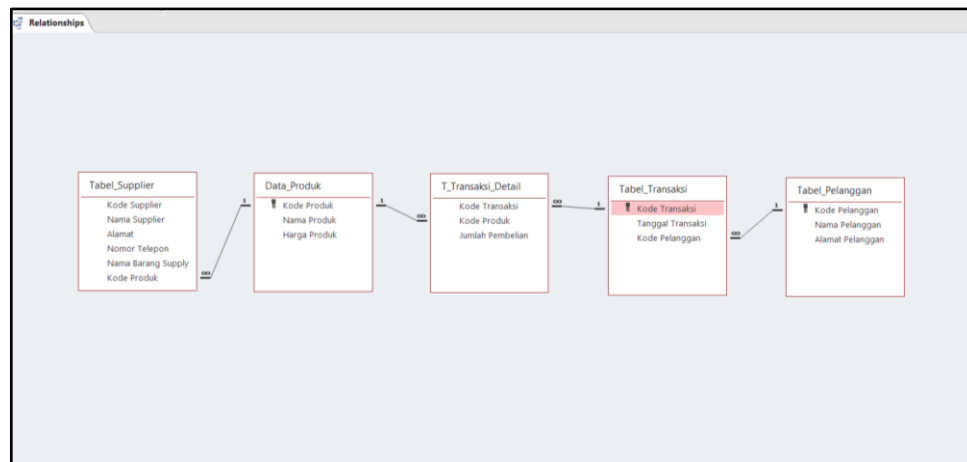 Relationships
Tabel_Supplier
Kode Supplier
Nama Supplier
Alamat
Nomor Telepon
Nama Barang Supply
Kode Produk
1
∞
Data_Produk
Kode Produk
Nama Produk
Harga Produk
1
∞
T_Transaksi_Detail
Kode Transaksi
Kode Produk
Jumlah Pembelian
∞
1
Tabel_Transaksi
Kode Transaksi
Tanggal Transaksi
Kode Pelanggan
1
∞
Tabel_Pelanggan
Kode Pelanggan
Nama Pelanggan
Alamat Pelanggan